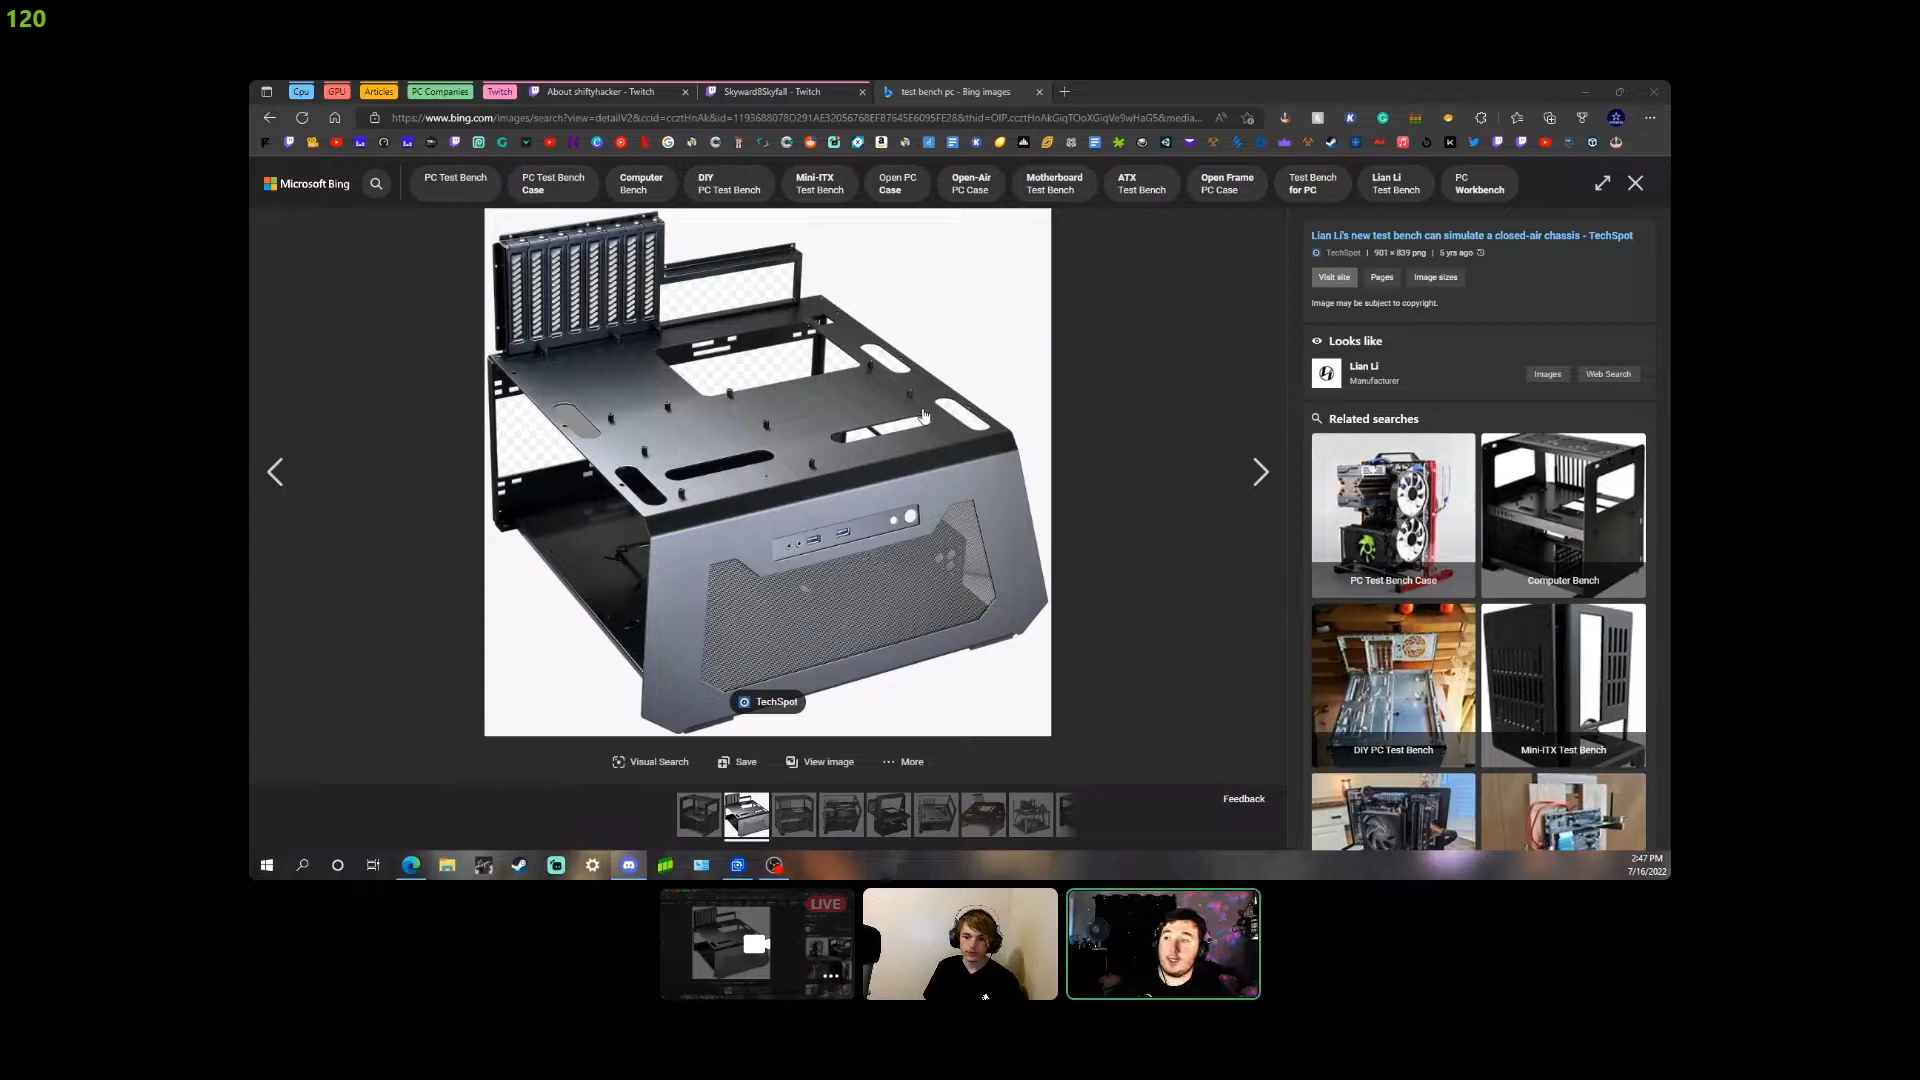 120
Cpu
GPU
Articles
PC Companies
Twitch
About shiftyhacker - Twitch
Skyward8Skyfall - Twitch
test bench pc - Bing images
Microsoft Bing
PC Test Bench
PC Test Bench
Case
Computer
Bench
DIY
PC Test Bench
Mini-ITX
Test Bench
Open PC
Case
Open-Air
PC Case
Motherboard
Test Bench
ATX
Test Bench
Open Frame
PC Case
Test Bench
for PC
Lian Li
Test Bench
PC
Workbench
Lian Li's new test bench can simulate a closed-air chassis - TechSpot
TechSpot | 901 × 839 png | 5 yrs ago
Visit site
Pages
Image sizes
Image may be subject to copyright.
Looks like
Lian Li
Manufacturer
Images
Web Search
Related searches
PC Test Bench Case
Computer Bench
DIY PC Test Bench
Mini-ITX Test Bench
TechSpot
Visual Search
Save
View image
More
Feedback
2:47 PM
7/16/2022
LIVE